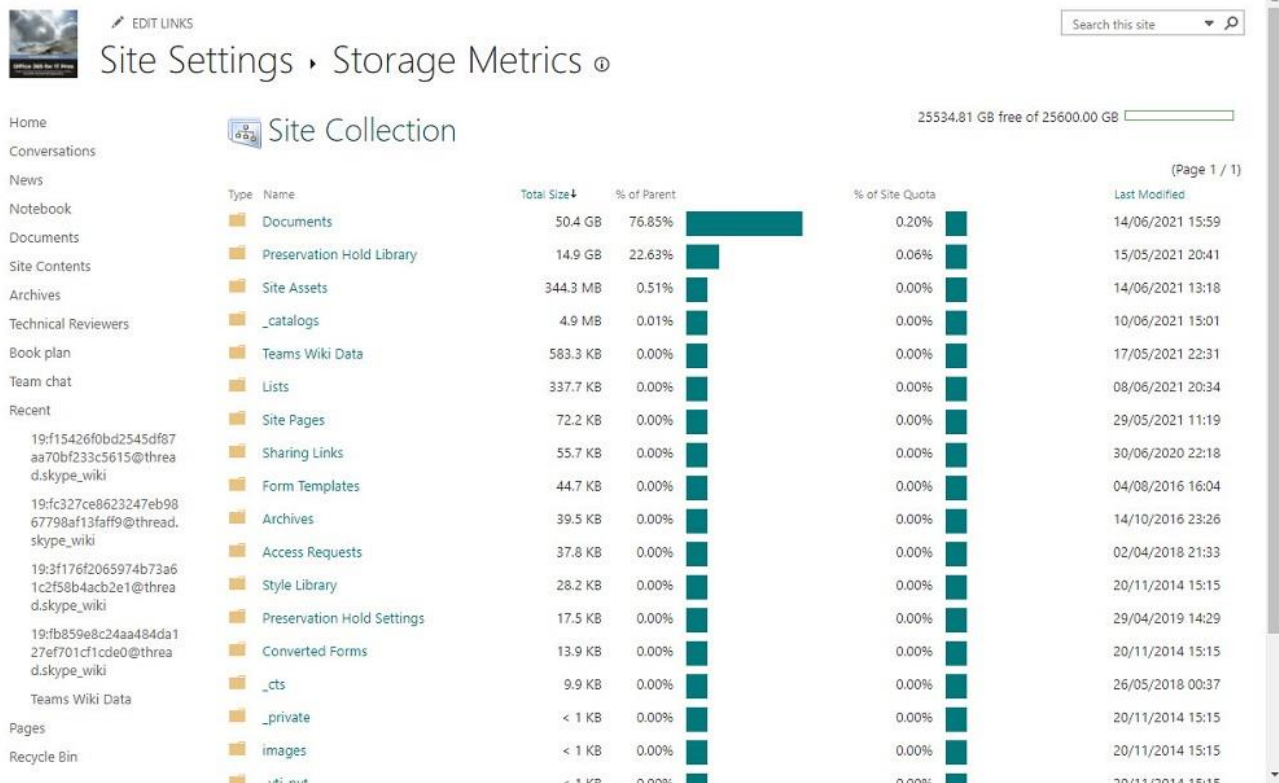 EDIT LINKS
Search this site
Site Settings › Storage Metrics
Office 365 for IT Pros
Home
Conversations
News
Notebook
Documents
Site Contents
Archives
Technical Reviewers
Book plan
Team chat
Recent
19:f15426f0bd2545df87
aa70bf233c5615@threa
d.skype_wiki
19:fc327ce8623247eb98
67798af13faff9@thread.
skype_wiki
19:3f176f2065974b73a6
1c2f58b4acb2e1@threa
d.skype_wiki
19:fb859e8c24aa484da1
27ef701cf1cde0@threa
d.skype_wiki
Teams Wiki Data
Pages
Recycle Bin
Site Collection
25534.81 GB free of 25600.00 GB
(Page 1 / 1)
Type Name Total Size↓ % of Parent % of Site Quota Last Modified
Documents 50.4 GB 76.85% 0.20% 14/06/2021 15:59
Preservation Hold Library 14.9 GB 22.63% 0.06% 15/05/2021 20:41
Site Assets 344.3 MB 0.51% 0.00% 14/06/2021 13:18
_catalogs 4.9 MB 0.01% 0.00% 10/06/2021 15:01
Teams Wiki Data 583.3 KB 0.00% 0.00% 17/05/2021 22:31
Lists 337.7 KB 0.00% 0.00% 08/06/2021 20:34
Site Pages 72.2 KB 0.00% 0.00% 29/05/2021 11:19
Sharing Links 55.7 KB 0.00% 0.00% 30/06/2020 22:18
Form Templates 44.7 KB 0.00% 0.00% 04/08/2016 16:04
Archives 39.5 KB 0.00% 0.00% 14/10/2016 23:26
Access Requests 37.8 KB 0.00% 0.00% 02/04/2018 21:33
Style Library 28.2 KB 0.00% 0.00% 20/11/2014 15:15
Preservation Hold Settings 17.5 KB 0.00% 0.00% 29/04/2019 14:29
Converted Forms 13.9 KB 0.00% 0.00% 20/11/2014 15:15
_cts 9.9 KB 0.00% 0.00% 26/05/2018 00:37
_private < 1 KB 0.00% 0.00% 20/11/2014 15:15
images < 1 KB 0.00% 0.00% 20/11/2014 15:15
< 1 KB 0.00% 0.00% 20/11/2014 15:15